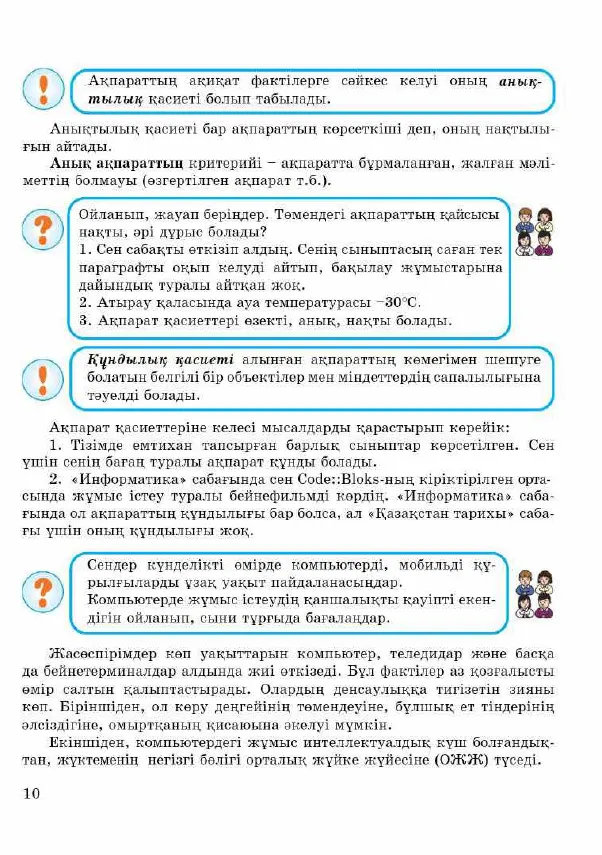 Ақпараттың ақиқат фактілерге сәйкес келуі оның анық-
тылық қасиеті болып табылады.
Анықтылық қасиеті бар ақпараттың көрсеткіші деп, оның нақтылы-
ғын айтады.
Анық ақпараттың критерийі – ақпаратта бұрмаланған, жалған мәлі-
меттің болмауы (өзгертілген ақпарат т.б.).
Ойланып, жауап беріңдер. Төмендегі ақпараттың қайсысы
нақты, әрі дұрыс болады?
1. Сен сабақты өткізіп алдың. Сенің сыныптасың саған тек
параграфты оқып келуді айтып, бақылау жұмыстарына
дайындық туралы айтқан жоқ.
2. Атырау қаласында ауа температурасы –30°С.
3. Ақпарат қасиеттері өзекті, анық, нақты болады.
Құндылық қасиеті алынған ақпараттың көмегімен шешуге
болатын белгілі бір объектілер мен міндеттердің сапалылығына
тәуелді болады.
Ақпарат қасиеттеріне келесі мысалдарды қарастырып көрейік:
1. Тізімде емтихан тапсырған барлық сыныптар көрсетілген. Сен
үшін сенің бағаң туралы ақпарат құнды болады.
2. «Информатика» сабағында сен Code::Bloks-ның кіріктірілген орта-
сында жұмыс істеу туралы бейнефильмді көрдің. «Информатика» саба-
ғында ол ақпараттың құндылығы бар болса, ал «Қазақстан тарихы» саба-
ғы үшін оның құндылығы жоқ.
Сендер күнделікті өмірде компьютерді, мобильді құ-
рылғыларды ұзақ уақыт пайдаланасыңдар.
Компьютерде жұмыс істеудің қаншалықты қауіпті екен-
дігін ойланып, сыни тұрғыда бағалаңдар.
Жасөспірімдер көп уақыттарын компьютер, теледидар және басқа
да бейнетерминалдар алдында жиі өткізеді. Бұл фактілер аз қозғалысты
өмір салтын қалыптастырады. Олардың денсаулыққа тигізетін зияны
көп. Біріншіден, ол көру деңгейінің төмендеуіне, бұлшық ет тіндерінің
әлсіздігіне, омыртқаның қисаюына әкелуі мүмкін.
Екіншіден, компьютердегі жұмыс интеллектуалдық күш болғандық-
тан, жүктеменің негізгі бөлігі орталық жүйке жүйесіне (ОЖЖ) түседі.
10